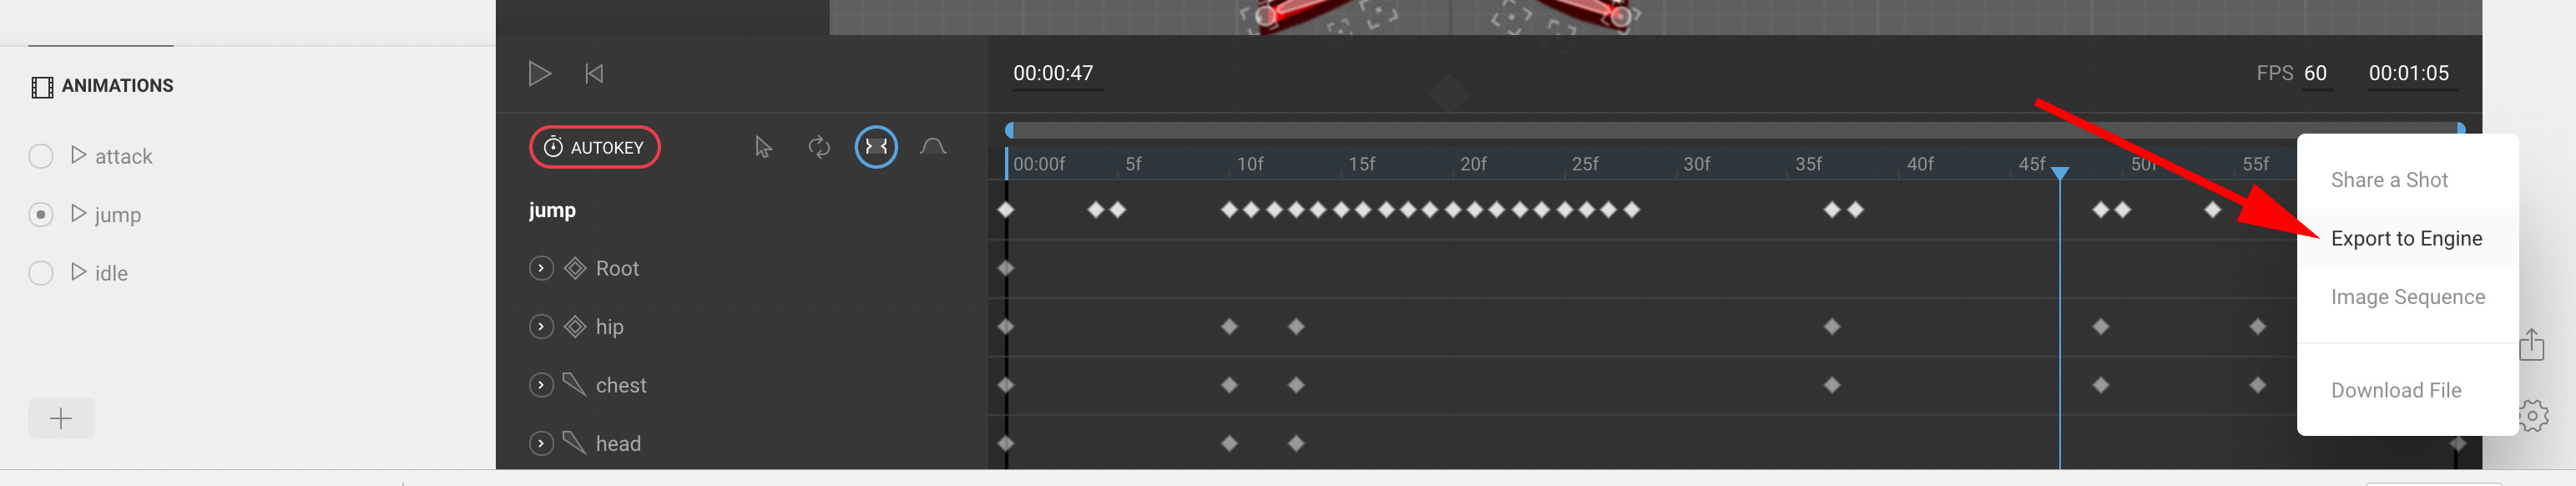 ANIMATIONS
attack
jump
idle
00:00:47
FPS 60 00:01:05
AUTOKEY
00:00f 5f 10f 15f 20f 25f 30f 35f 40f 45f 50f 55f
jump
Root
hip
chest
head
Share a Shot
Export to Engine
Image Sequence
Download File